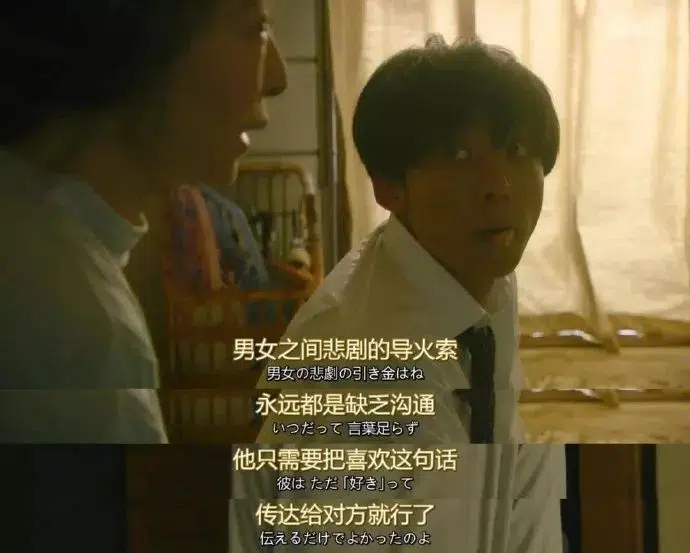 男女之间悲剧的导火索
男女の悲劇の引き金はね
永远都是缺乏沟通
いつだって 言葉足らず
他只需要把喜欢这句话
彼は ただ「好き」って
传达给对方就行了
伝えるだけでよかったのよ